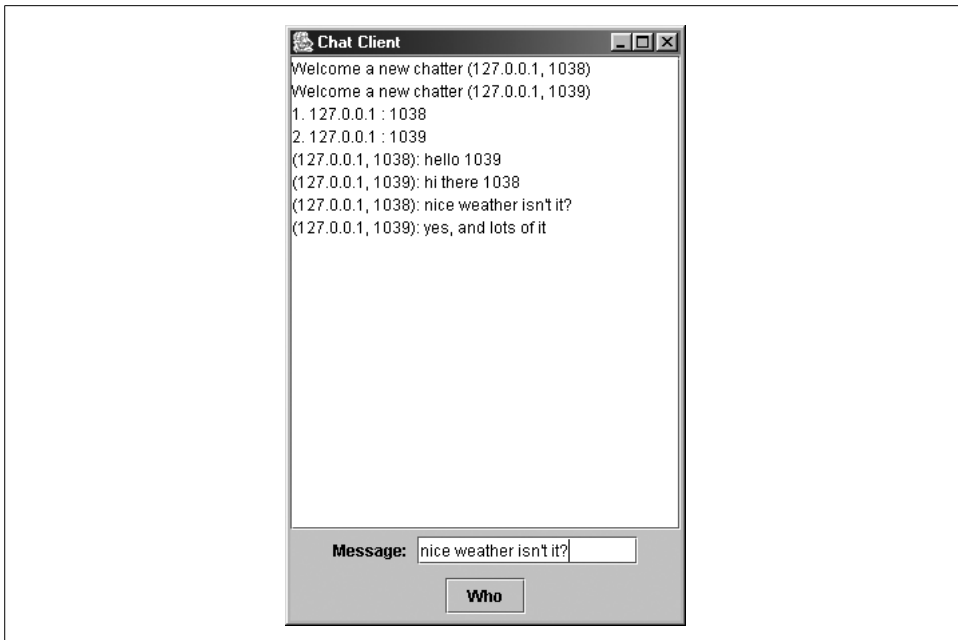 Chat Client
Welcome a new chatter (127.0.0.1, 1038)
Welcome a new chatter (127.0.0.1, 1039)
1. 127.0.0.1 : 1038
2. 127.0.0.1 : 1039
(127.0.0.1, 1038): hello 1039
(127.0.0.1, 1039): hi there 1038
(127.0.0.1, 1038): nice weather isn't it?
(127.0.0.1, 1039): yes, and lots of it
Message: nice weather isn't it?
Who